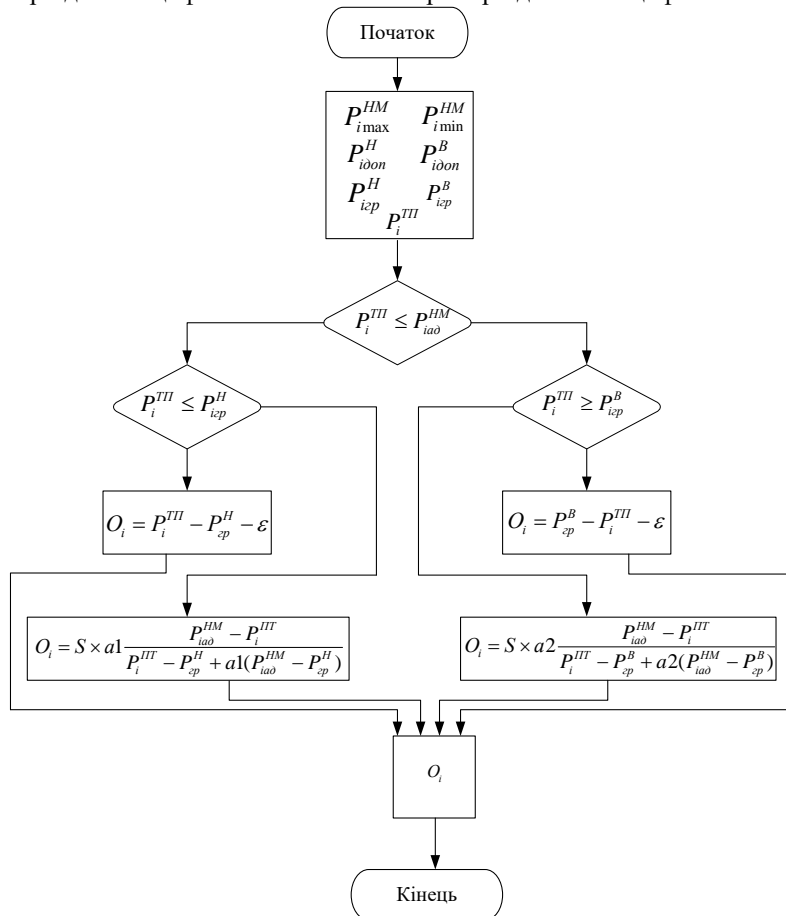 Початок
P_{i max}^{НМ} P_{i min}^{НМ}
P_{iдоп}^{Н} P_{iдоп}^{В}
P_{iгр}^{Н} P_{iгр}^{В}
P_i^{ТП}
P_i^{ТП} ≤ P_{iад}^{НМ}
P_i^{ТП} ≤ P_{iгр}^{Н}
P_i^{ТП} ≥ P_{iгр}^{В}
O_i = P_i^{ТП} − P_{гр}^{Н} − ε
O_i = P_{гр}^{В} − P_i^{ТП} − ε
O_i = S × a1 \frac{P_{iад}^{НМ} − P_i^{ПТ}}{P_i^{ПТ} − P_{гр}^{Н} + a1(P_{iад}^{НМ} − P_{гр}^{Н})}
O_i = S × a2 \frac{P_{iад}^{НМ} − P_i^{ПТ}}{P_i^{ПТ} − P_{гр}^{В} + a2(P_{iад}^{НМ} − P_{гр}^{В})}
O_i
Кінець